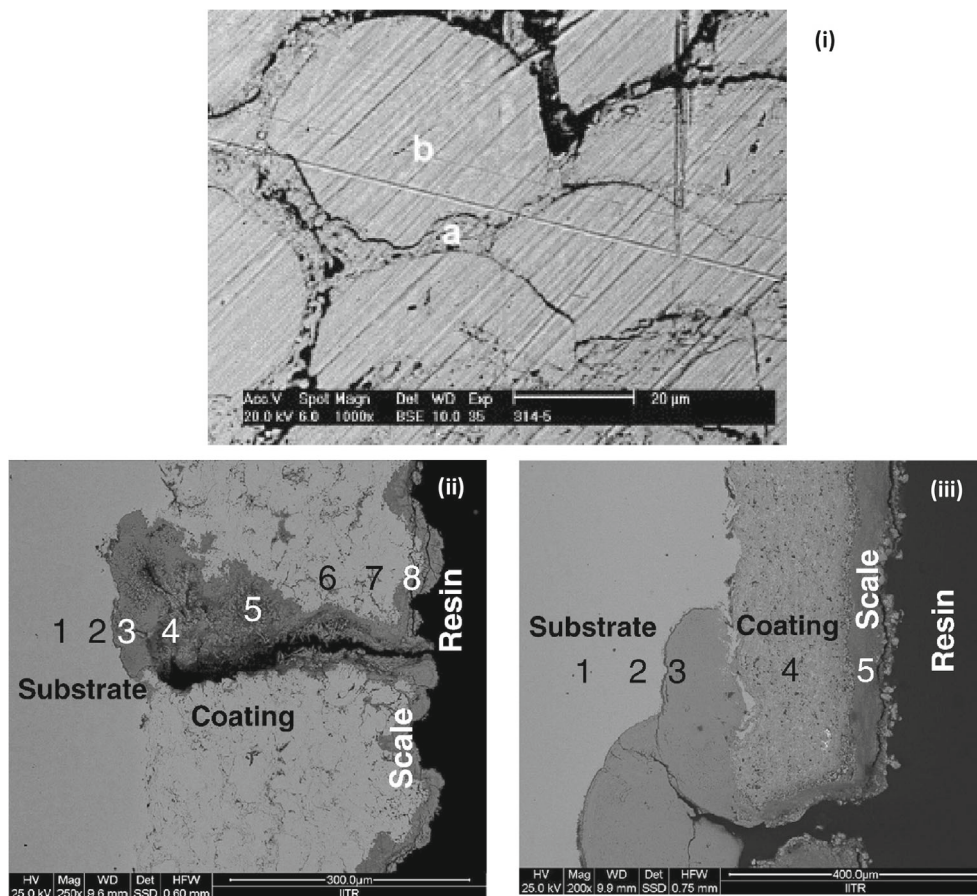 (i)
b
a
Acc.V Spot Magn Det WD Exp 20 µm
20.0 kV 6.0 1000x BSE 10.0 35 314-5
(ii)
6 7 8
5
1 2 3 4
Resin
Substrate
Coating
Scale
HV Mag WD Det HFW 300.0µm
25.0 kV 250x 9.6 mm SSD 0.60 mm IITR
(iii)
Substrate Coating Scale
1 2 3 4 5
Resin
HV Mag WD Det HFW 400.0µm
25.0 kV 200x 9.9 mm SSD 0.75 mm IITR